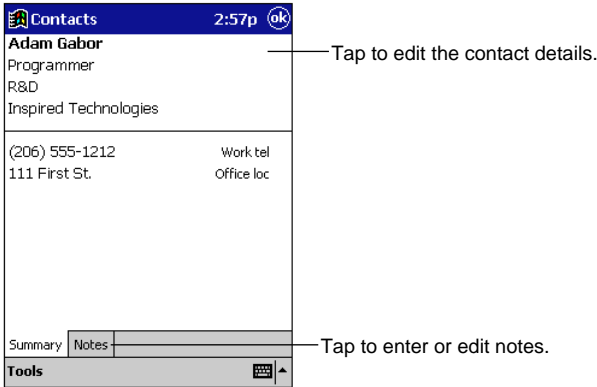 Contacts 2:57p ok
Adam Gabor
Tap to edit the contact details.
Programmer
R&D
Inspired Technologies
(206) 555-1212 Work tel
111 First St. Office loc
Summary Notes
Tap to enter or edit notes.
Tools